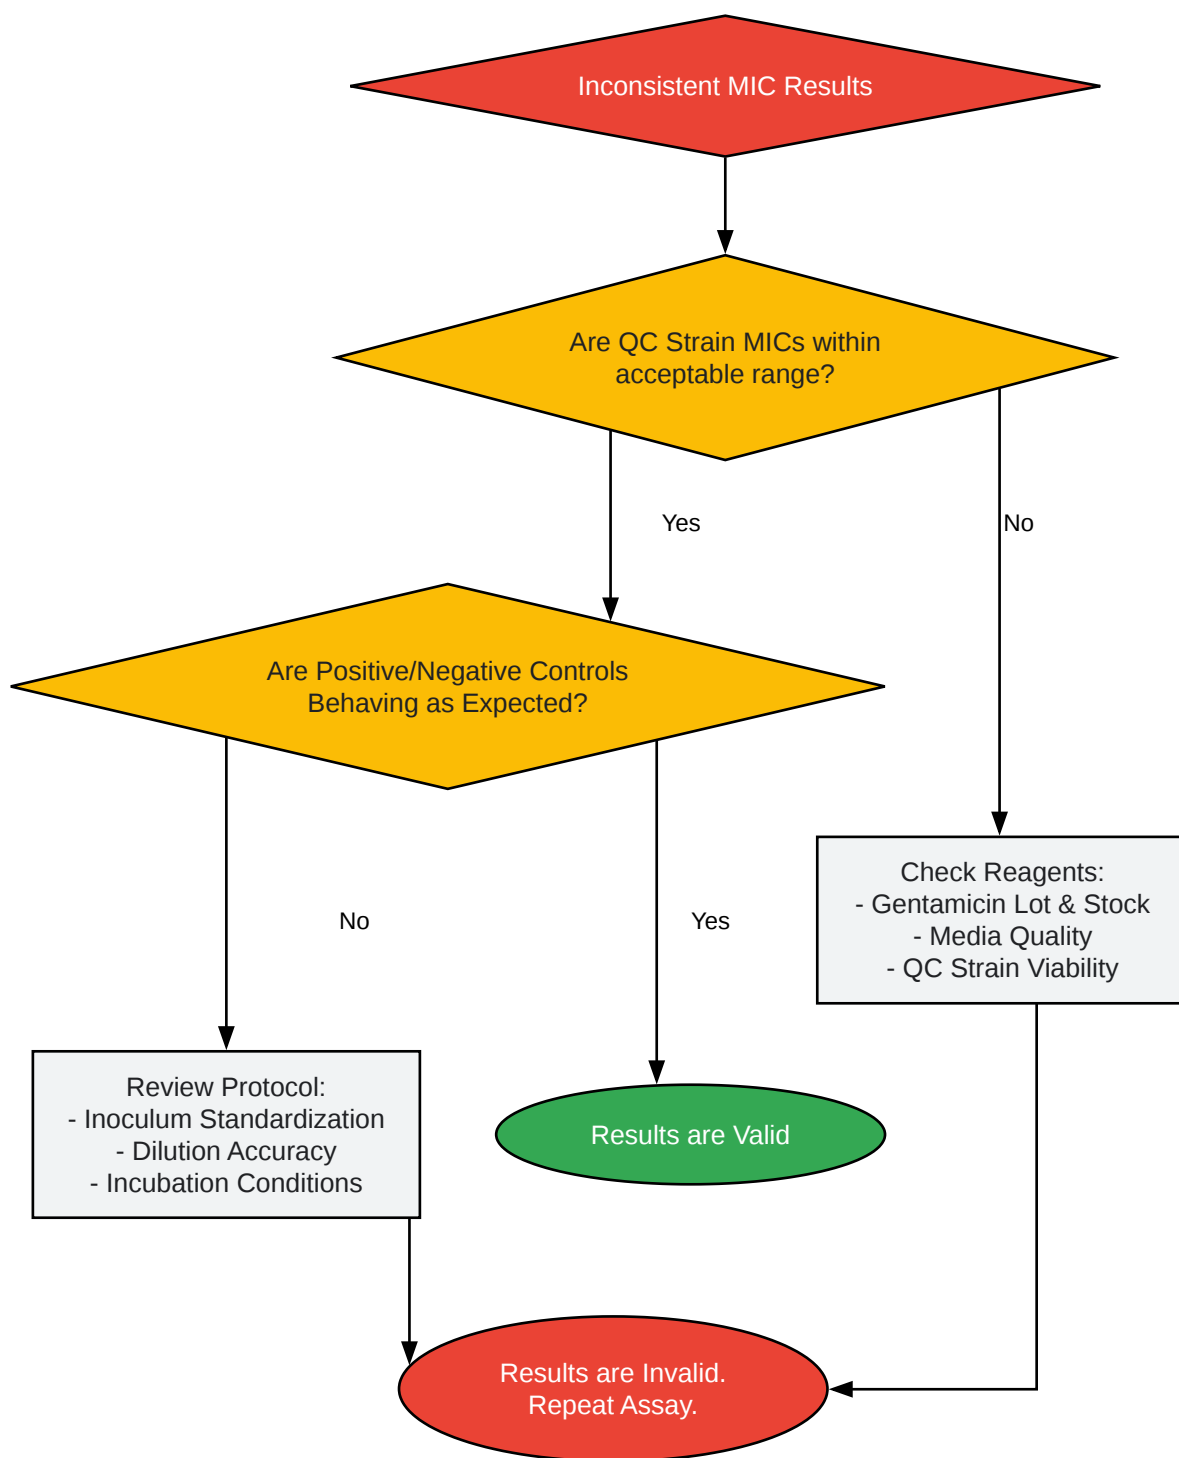 Inconsistent MIC Results
Are QC Strain MICs within
acceptable range?
Yes
No
Are Positive/Negative Controls
Behaving as Expected?
No
Yes
Check Reagents:
- Gentamicin Lot & Stock
- Media Quality
- QC Strain Viability
Review Protocol:
- Inoculum Standardization
- Dilution Accuracy
- Incubation Conditions
Results are Valid
Results are Invalid.
Repeat Assay.